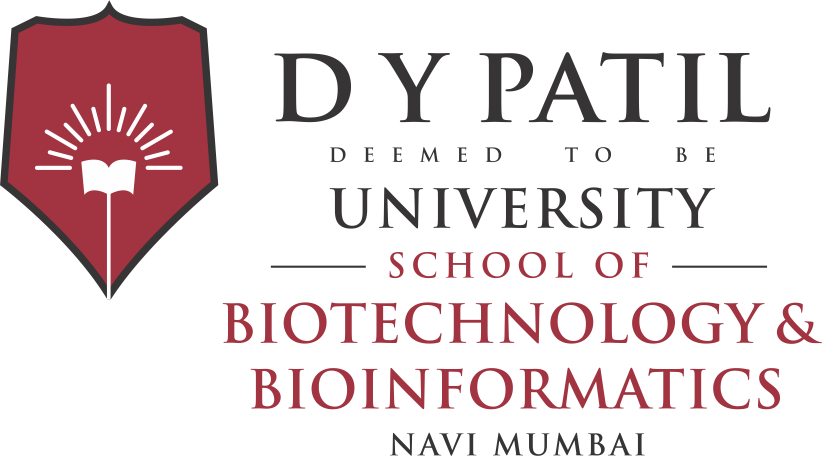 D Y PATIL
DEEMED TO BE
UNIVERSITY
SCHOOL OF
BIOTECHNOLOGY &
BIOINFORMATICS
NAVI MUMBAI